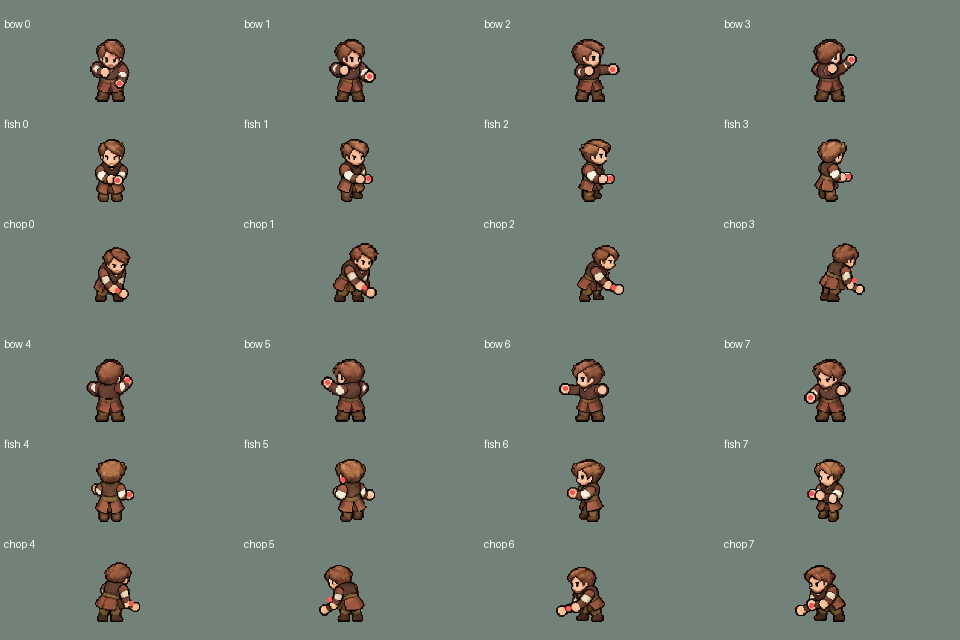 bow 0
bow 1
bow 2
bow 3
fish 0
fish 1
fish 2
fish 3
chop 0
chop 1
chop 2
chop 3
bow 4
bow 5
bow 6
bow 7
fish 4
fish 5
fish 6
fish 7
chop 4
chop 5
chop 6
chop 7